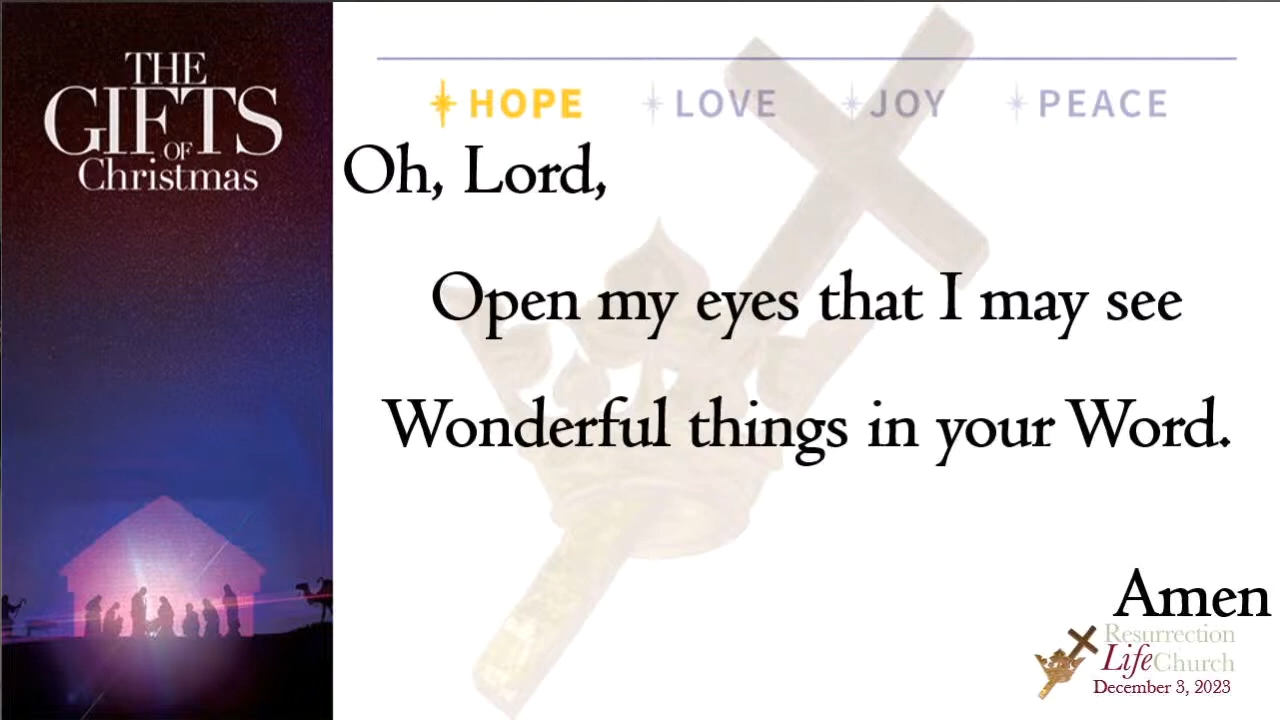 THE
GIFTS
OF
Christmas
HOPE LOVE JOY PEACE
Oh, Lord,
Open my eyes that I may see
Wonderful things in your Word.
Amen
Resurrection
LifeChurch
December 3, 2023